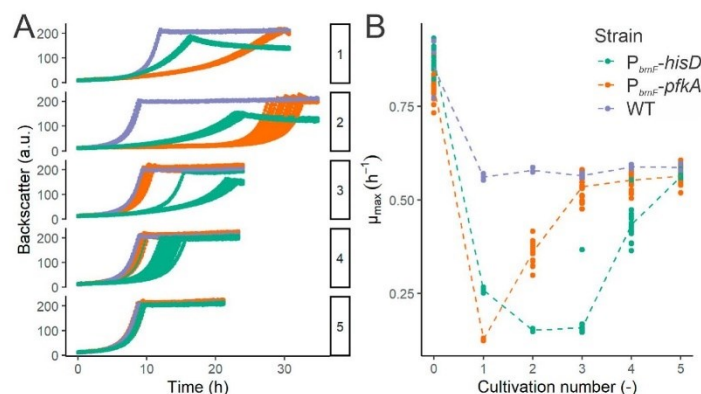 A
200
100
0
1
200
100
0
2
200
100
0
3
200
100
0
4
200
100
0
5
Backscatter (a.u.)
0 10 20 30
Time (h)
B
Strain
P_brnF-hisD
P_brnF-pfkA
WT
0.75
0.50
0.25
μmax (h⁻¹)
0 1 2 3 4 5
Cultivation number (-)